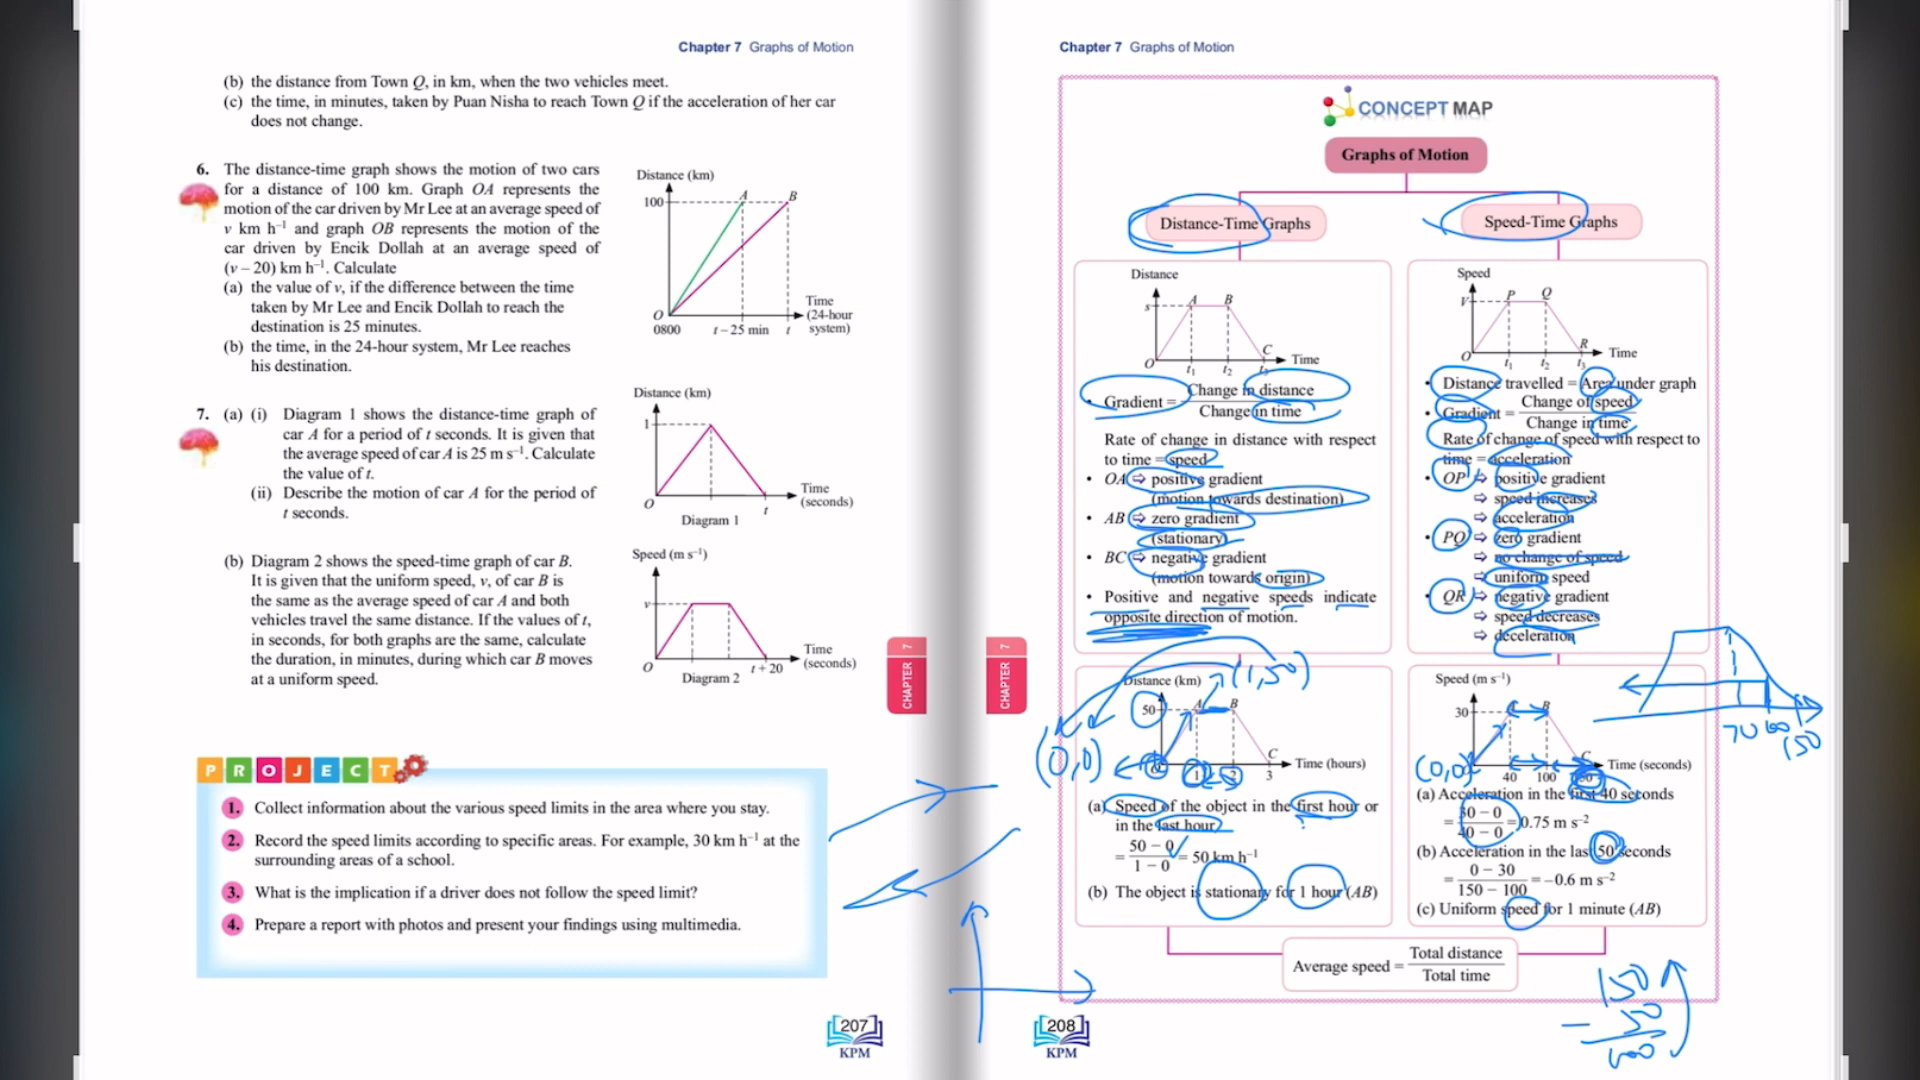 Chapter 7 Graphs of Motion
(b) the distance from Town Q, in km, when the two vehicles meet.
(c) the time, in minutes, taken by Puan Nisha to reach Town Q if the acceleration of her car
does not change.
6. The distance-time graph shows the motion of two cars
for a distance of 100 km. Graph OA represents the
motion of the car driven by Mr Lee at an average speed of
v km h⁻¹ and graph OB represents the motion of the
car driven by Encik Dollah at an average speed of
(v – 20) km h⁻¹. Calculate
(a) the value of v, if the difference between the time
taken by Mr Lee and Encik Dollah to reach the
destination is 25 minutes.
(b) the time, in the 24-hour system, Mr Lee reaches
his destination.
Distance (km)
100
A
B
O
0800
t – 25 min
t
Time
(24-hour
system)
7. (a) (i) Diagram 1 shows the distance-time graph of
car A for a period of t seconds. It is given that
the average speed of car A is 25 m s⁻¹. Calculate
the value of t.
(ii) Describe the motion of car A for the period of
t seconds.
Distance (km)
1
O
t
Time
(seconds)
Diagram 1
(b) Diagram 2 shows the speed-time graph of car B.
It is given that the uniform speed, v, of car B is
the same as the average speed of car A and both
vehicles travel the same distance. If the values of t,
in seconds, for both graphs are the same, calculate
the duration, in minutes, during which car B moves
at a uniform speed.
Speed (m s⁻¹)
v
O
t + 20
Time
(seconds)
Diagram 2
CHAPTER 7
PROJECT
1. Collect information about the various speed limits in the area where you stay.
2. Record the speed limits according to specific areas. For example, 30 km h⁻¹ at the
surrounding areas of a school.
3. What is the implication if a driver does not follow the speed limit?
4. Prepare a report with photos and present your findings using multimedia.
207
KPM
Chapter 7 Graphs of Motion
CONCEPT MAP
Graphs of Motion
Distance-Time Graphs
Distance
s
A
B
C
O
t₁
t₂
Time
• Gradient = Change in distance
Change in time
Rate of change in distance with respect
to time = speed
• OA ⇨ positive gradient
(motion towards destination)
• AB ⇨ zero gradient
(stationary)
• BC ⇨ negative gradient
(motion towards origin)
• Positive and negative speeds indicate
opposite direction of motion.
Distance (km)
(1,50)
50
A
B
C
(0,0)
1
2
3
Time (hours)
(a) Speed of the object in the first hour or
in the last hour
= 50 – 0
1 – 0
= 50 km h⁻¹
(b) The object is stationary for 1 hour (AB)
Speed-Time Graphs
Speed
V
P
Q
R
O
t₁
t₂
t₃
Time
• Distance travelled = Area under graph
• Gradient = Change of speed
Change in time
Rate of change of speed with respect to
time = acceleration
• OP ⇨ positive gradient
⇨ speed increases
⇨ acceleration
• PQ ⇨ zero gradient
⇨ no change of speed
⇨ uniform speed
• QR ⇨ negative gradient
⇨ speed decreases
⇨ deceleration
Speed (m s⁻¹)
30
B
C
(0,0)
40
100
Time (seconds)
150
(a) Acceleration in the first 40 seconds
= 30 – 0
40 – 0
= 0.75 m s⁻²
(b) Acceleration in the last 50 seconds
= 0 – 30
150 – 100
= –0.6 m s⁻²
(c) Uniform speed for 1 minute (AB)
Average speed = Total distance
Total time
150
– 50
100
CHAPTER 7
208
KPM